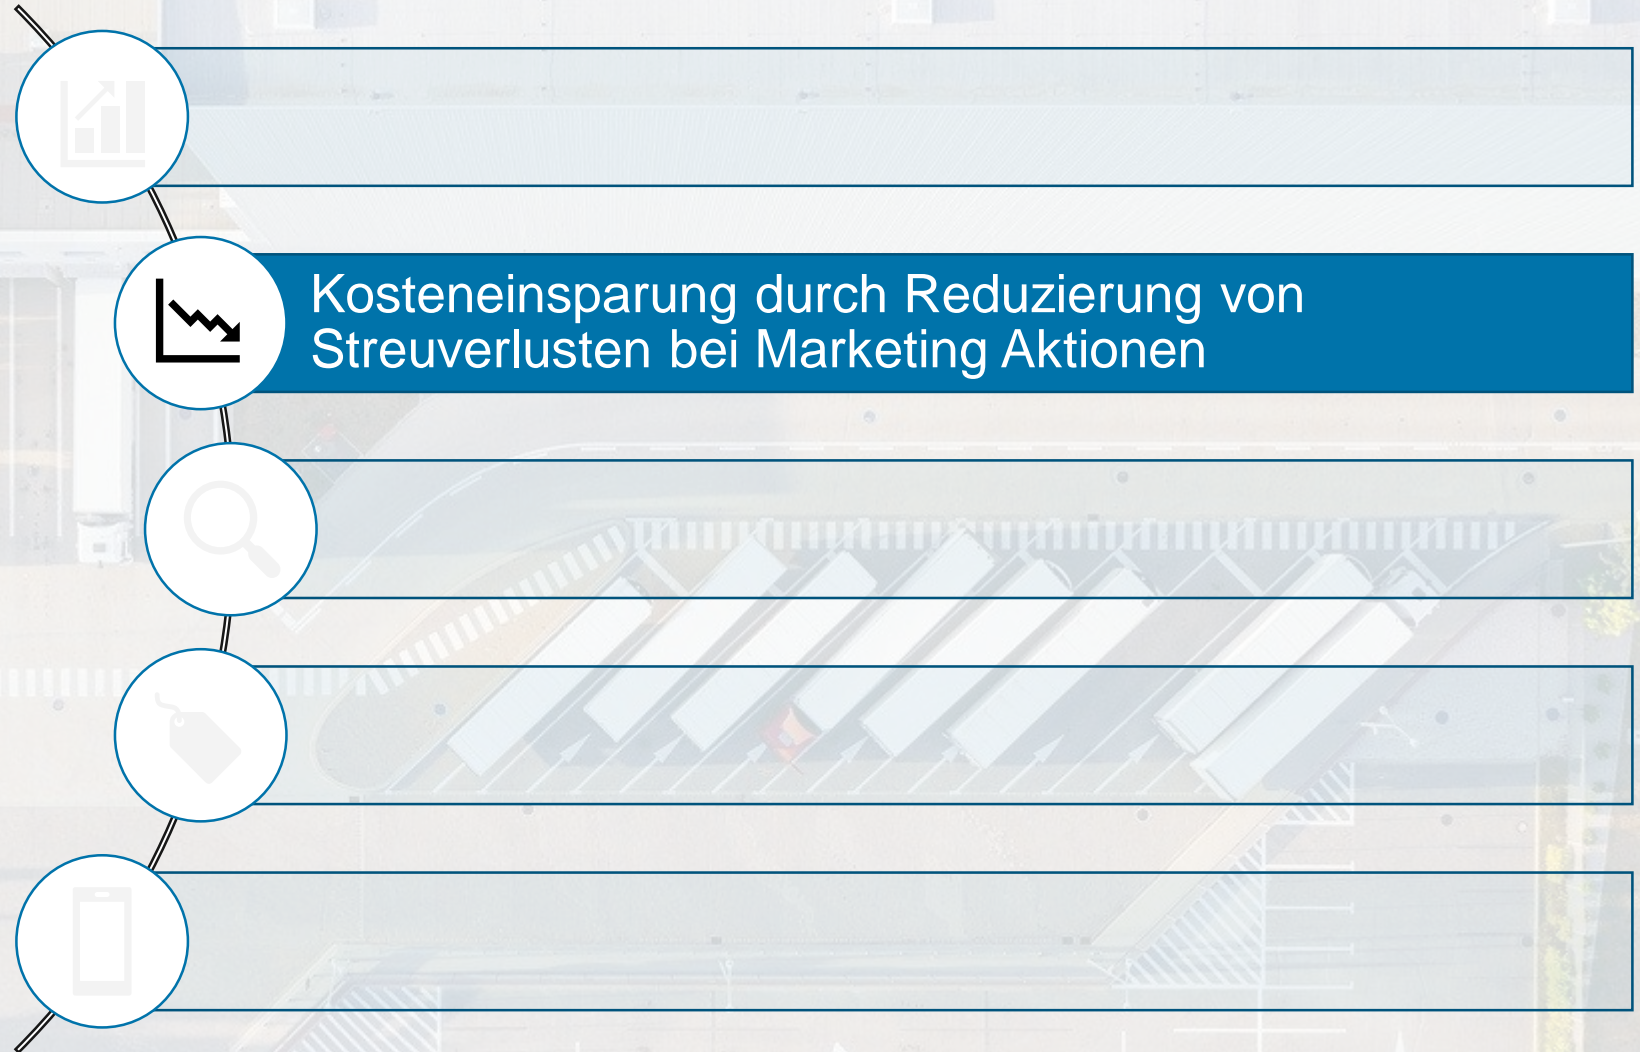 Kosteneinsparung durch Reduzierung von
Streuverlusten bei Marketing Aktionen